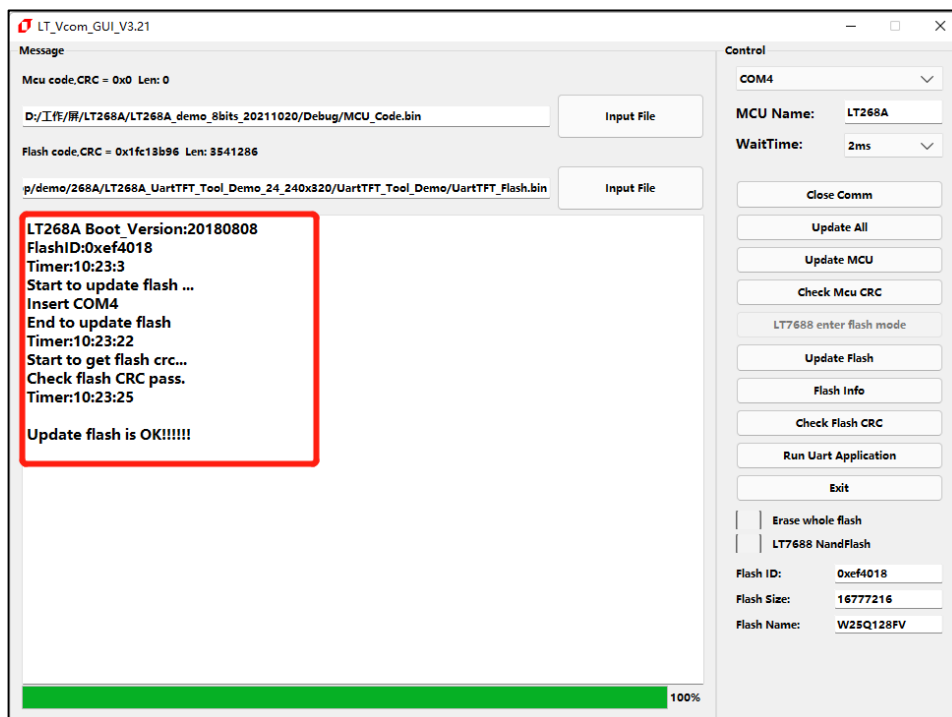 LT_Vcom_GUI_V3.21
Message
Mcu code,CRC = 0x0 Len: 0
D:/工作/屏/LT268A/LT268A_demo_8bits_20211020/Debug/MCU_Code.bin
Input File
Flash code,CRC = 0x1fc13b96 Len: 3541286
p/demo/268A/LT268A_UartTFT_Tool_Demo_24_240x320/UartTFT_Tool_Demo/UartTFT_Flash.bin
Input File
LT268A Boot_Version:20180808
FlashID:0xef4018
Timer:10:23:3
Start to update flash ...
Insert COM4
End to update flash
Timer:10:23:22
Start to get flash crc...
Check flash CRC pass.
Timer:10:23:25
Update flash is OK!!!!!!
100%
Control
COM4
MCU Name: LT268A
WaitTime: 2ms
Close Comm
Update All
Update MCU
Check Mcu CRC
LT7688 enter flash mode
Update Flash
Flash Info
Check Flash CRC
Run Uart Application
Exit
Erase whole flash
LT7688 NandFlash
Flash ID: 0xef4018
Flash Size: 16777216
Flash Name: W25Q128FV